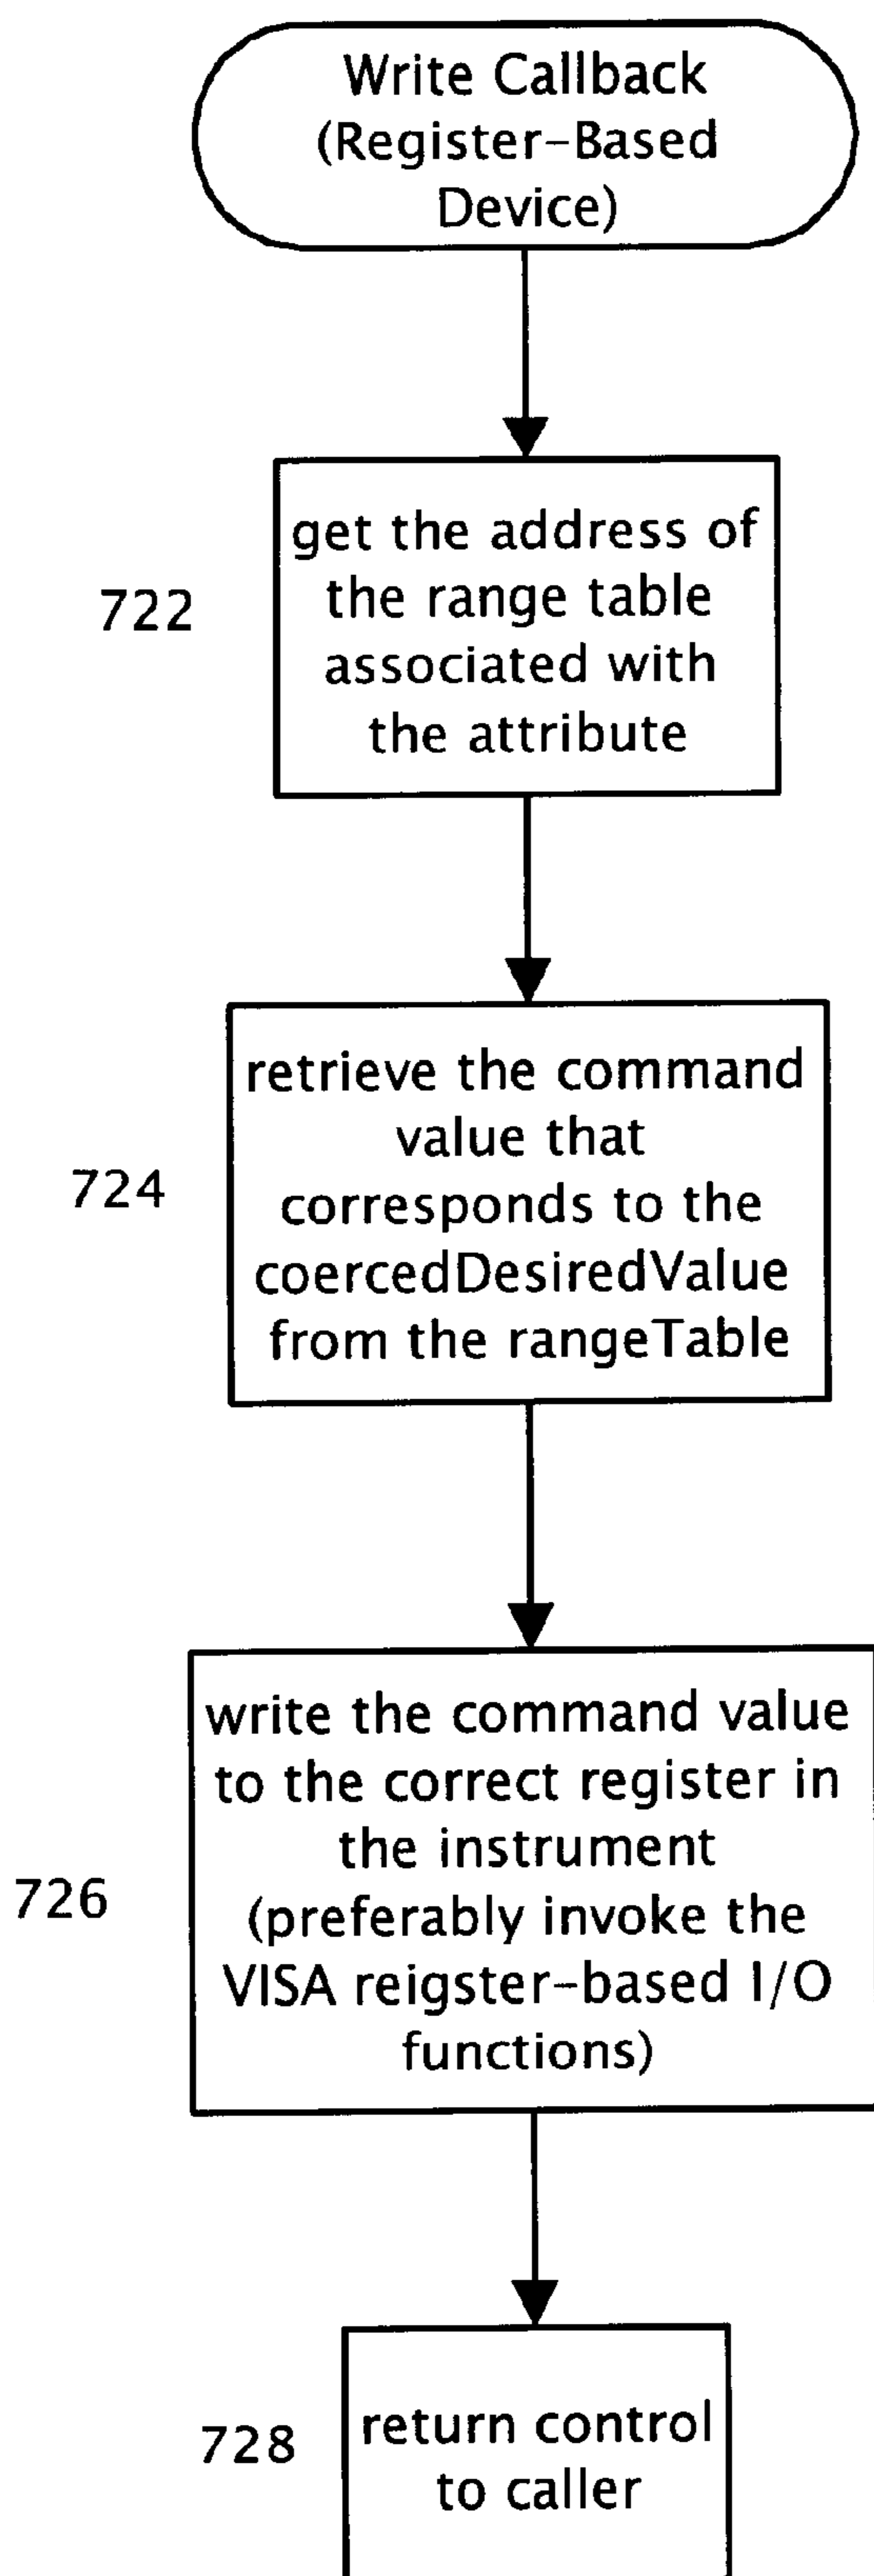 Write Callback
(Register-Based
Device)
722
get the address of
the range table
associated with
the attribute
724
retrieve the command
value that
corresponds to the
coercedDesiredValue
from the rangeTable
726
write the command value
to the correct register in
the instrument
(preferably invoke the
VISA reigster-based I/O
functions)
728
return control
to caller